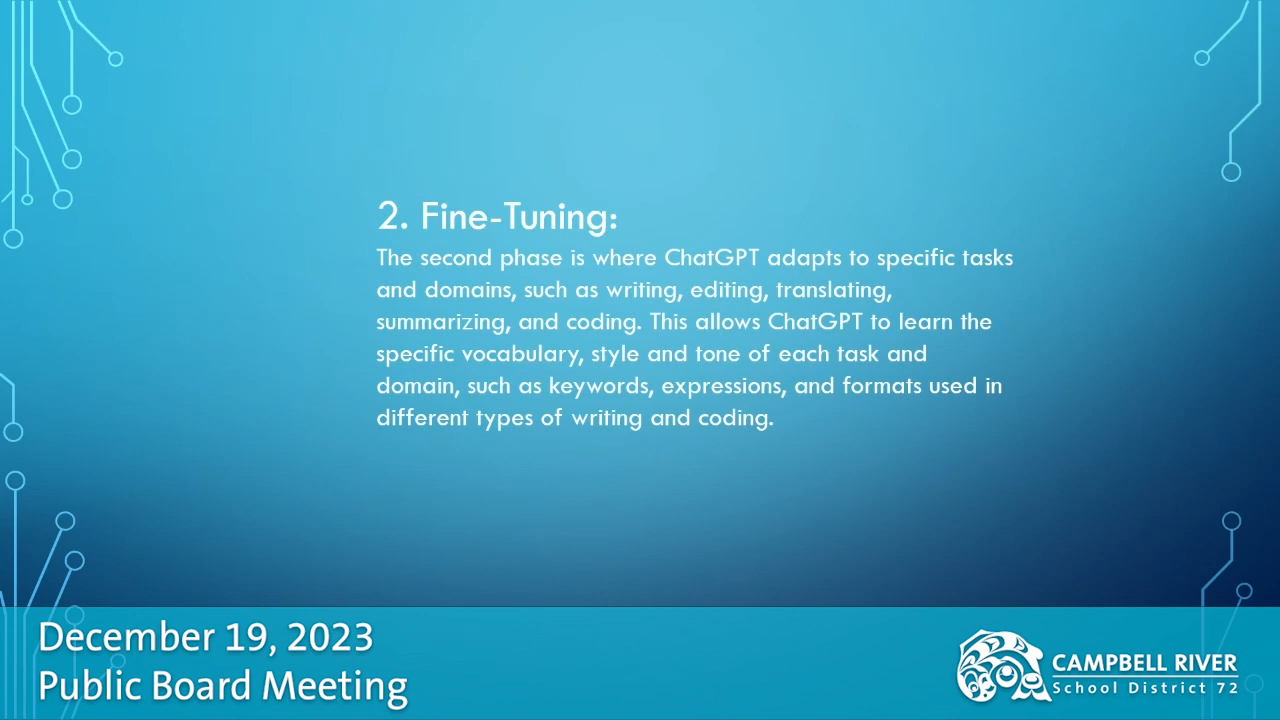 2. Fine-Tuning:
The second phase is where ChatGPT adapts to specific tasks
and domains, such as writing, editing, translating,
summarizing, and coding. This allows ChatGPT to learn the
specific vocabulary, style and tone of each task and
domain, such as keywords, expressions, and formats used in
different types of writing and coding.
December 19, 2023
Public Board Meeting
CAMPBELL RIVER
School District 72